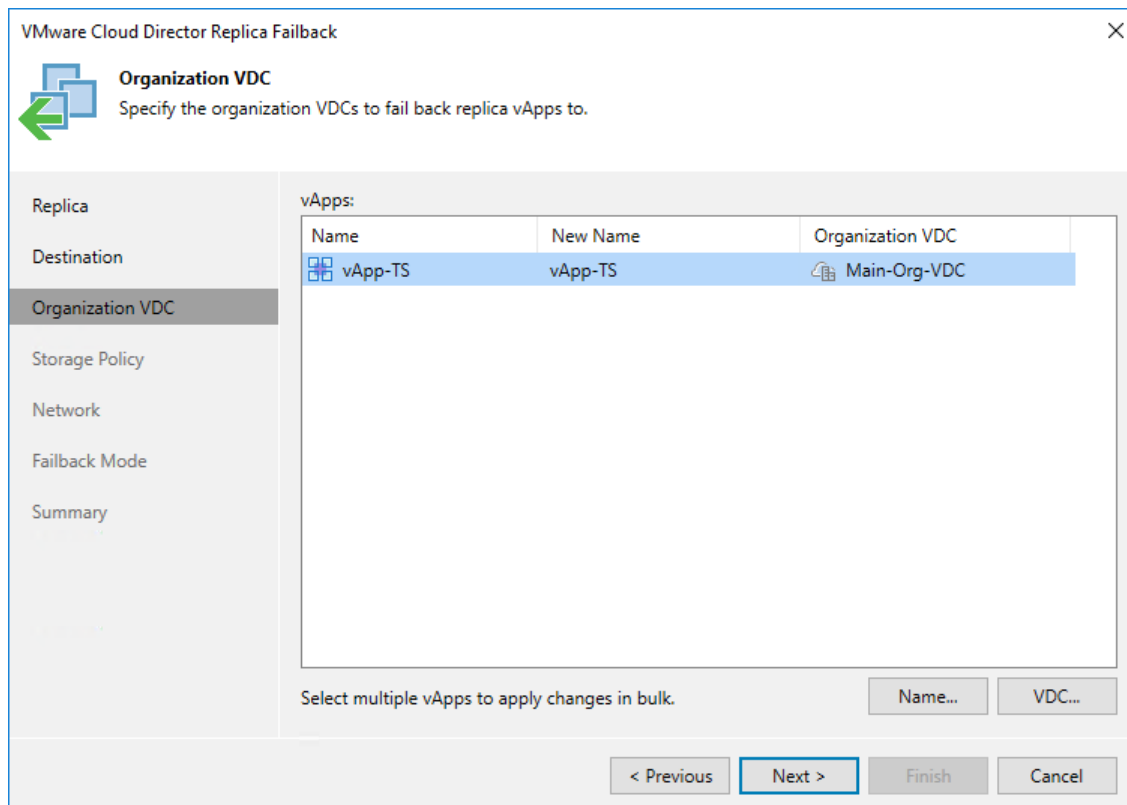 VMware Cloud Director Replica Failback
Organization VDC
Specify the organization VDCs to fail back replica vApps to.
Replica
Destination
Organization VDC
Storage Policy
Network
Failback Mode
Summary
vApps:
Name New Name Organization VDC
vApp-TS vApp-TS Main-Org-VDC
Select multiple vApps to apply changes in bulk.
Name... VDC...
< Previous Next > Finish Cancel